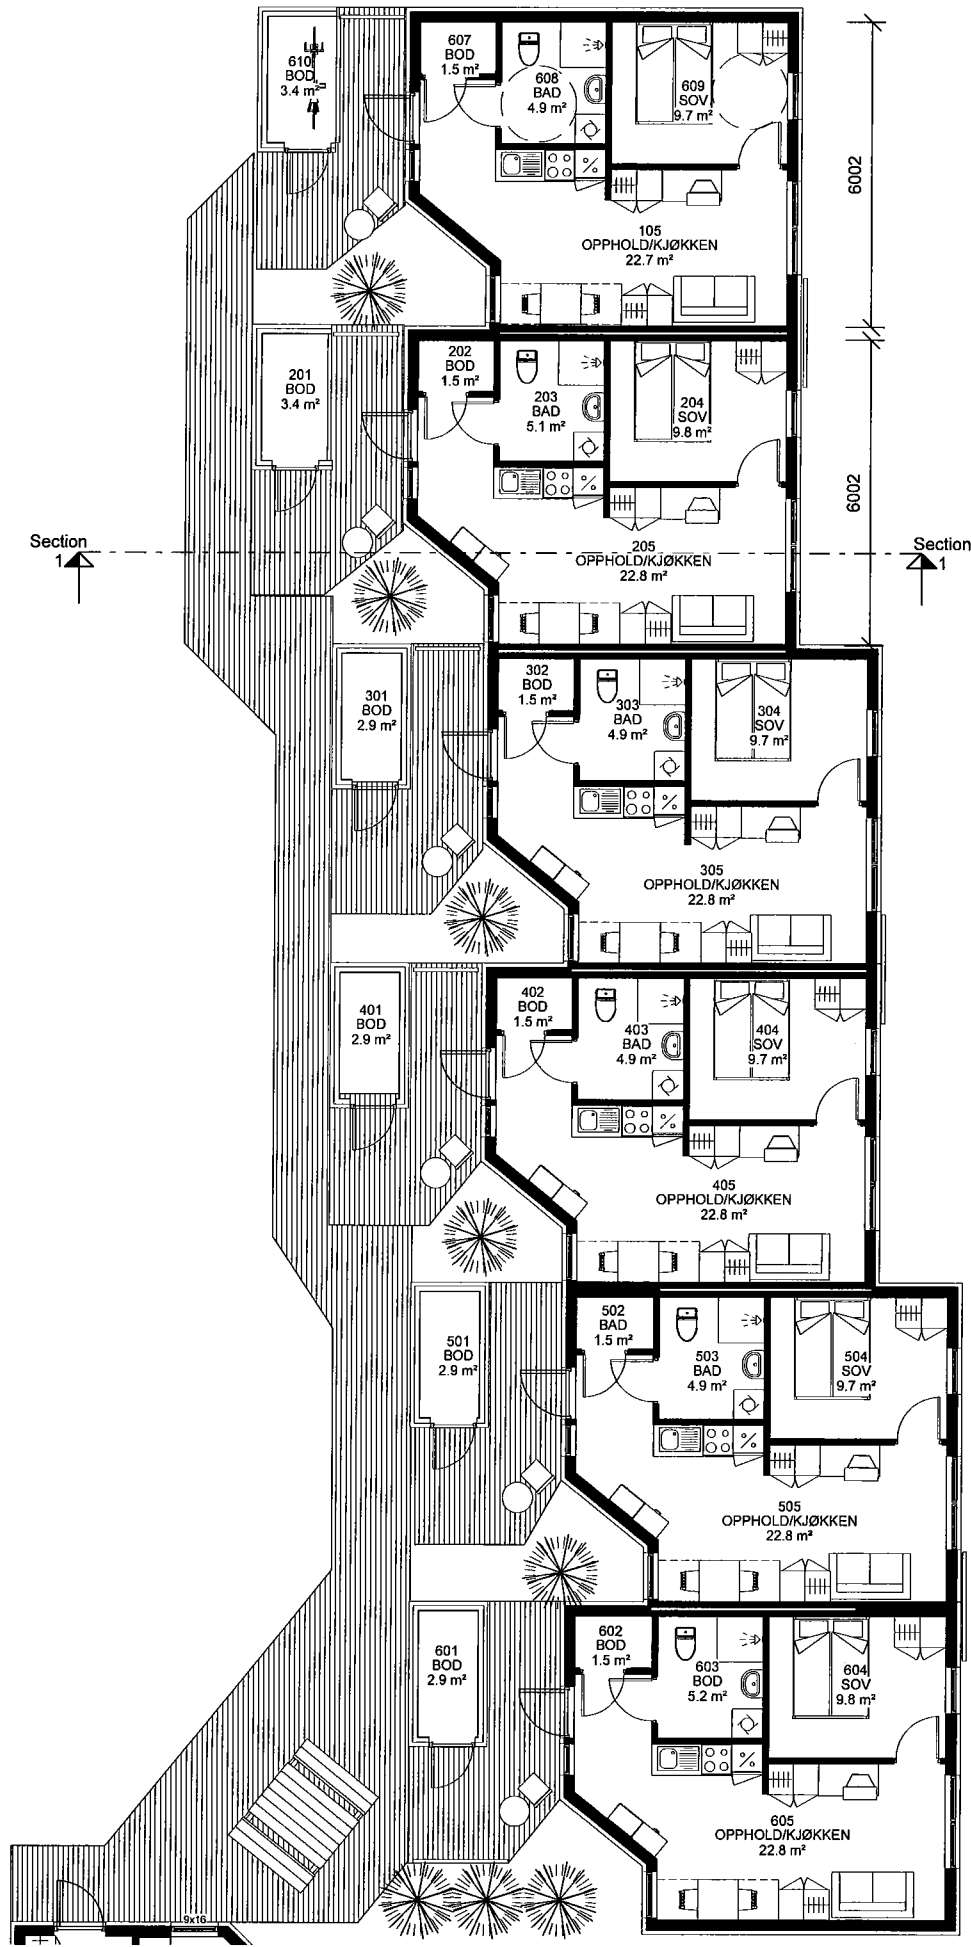 610
BOD
3.4 m²
607
BOD
1.5 m²
608
BAD
4.9 m²
609
SOV
9.7 m²
6002
105
OPPHOLD/KJØKKEN
22.7 m²
201
BOD
3.4 m²
202
BOD
1.5 m²
203
BAD
5.1 m²
204
SOV
9.8 m²
6002
Section
1
205
OPPHOLD/KJØKKEN
22.8 m²
Section
1
301
BOD
2.9 m²
302
BOD
1.5 m²
303
BAD
4.9 m²
304
SOV
9.7 m²
305
OPPHOLD/KJØKKEN
22.8 m²
401
BOD
2.9 m²
402
BOD
1.5 m²
403
BAD
4.9 m²
404
SOV
9.7 m²
405
OPPHOLD/KJØKKEN
22.8 m²
501
BOD
2.9 m²
502
BAD
1.5 m²
503
BAD
4.9 m²
504
SOV
9.7 m²
505
OPPHOLD/KJØKKEN
22.8 m²
601
BOD
2.9 m²
602
BOD
1.5 m²
603
BOD
5.2 m²
604
SOV
9.8 m²
605
OPPHOLD/KJØKKEN
22.8 m²
9x16